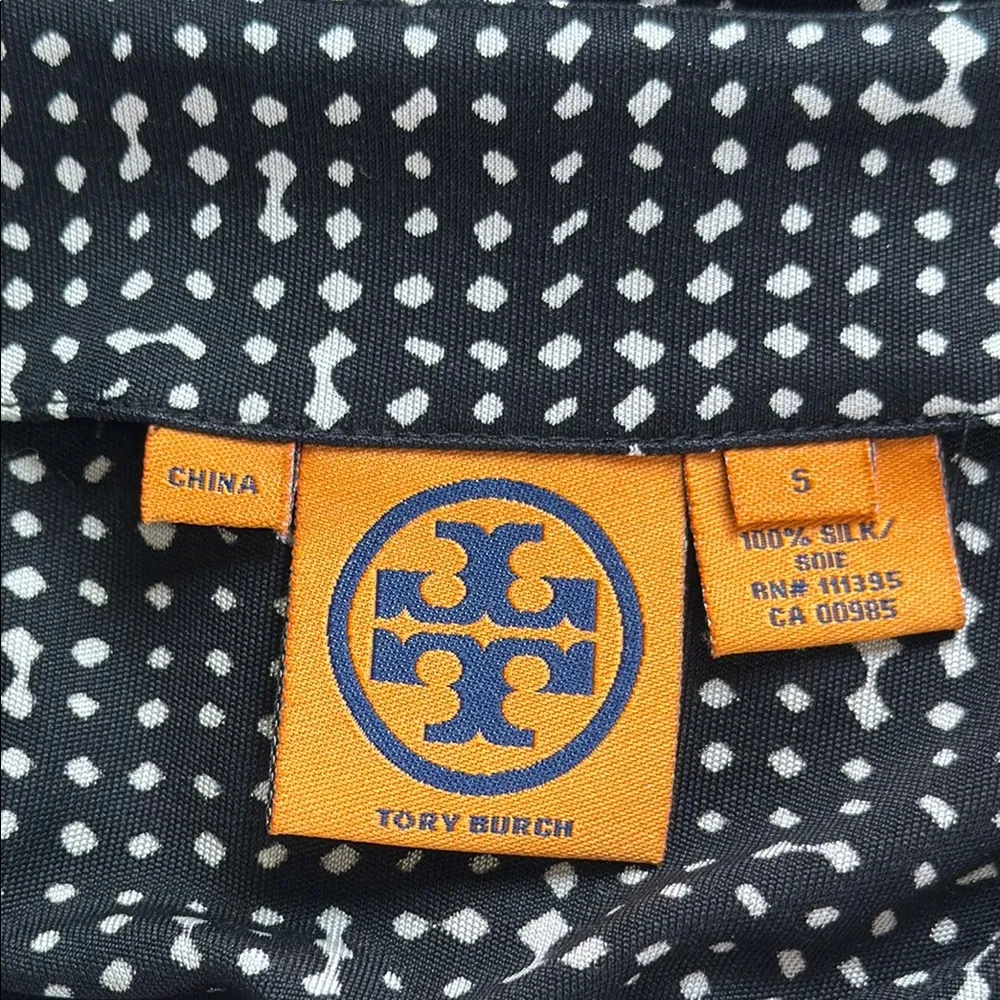 CHINA
TORY BURCH
S
100% SILK/
SOIE
RN# 111395
CA 00985